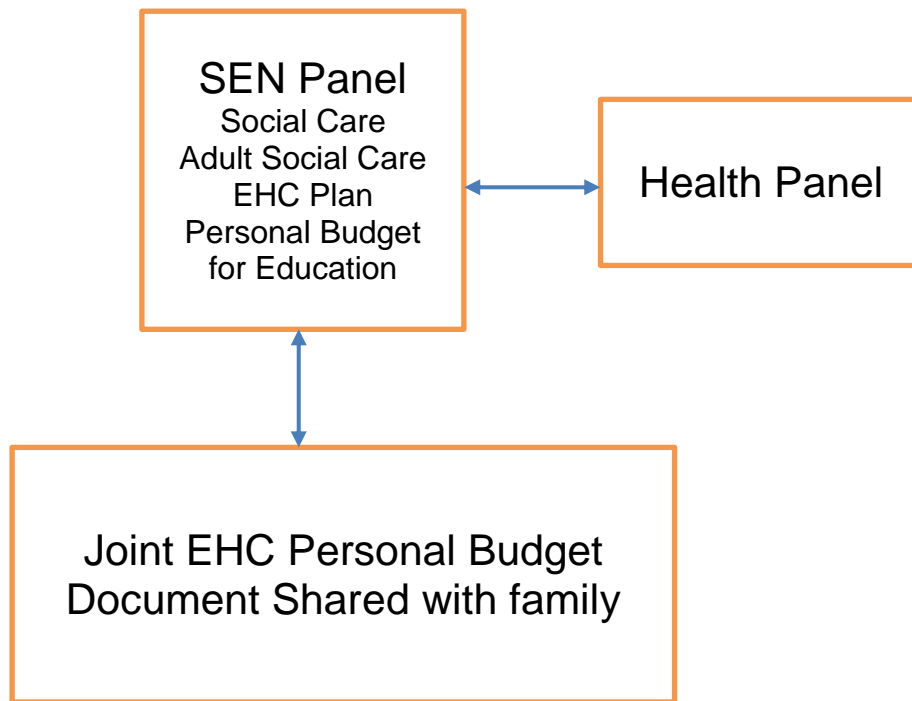 SEN Panel
Social Care
Adult Social Care
EHC Plan
Personal Budget
for Education
Health Panel
Joint EHC Personal Budget
Document Shared with family